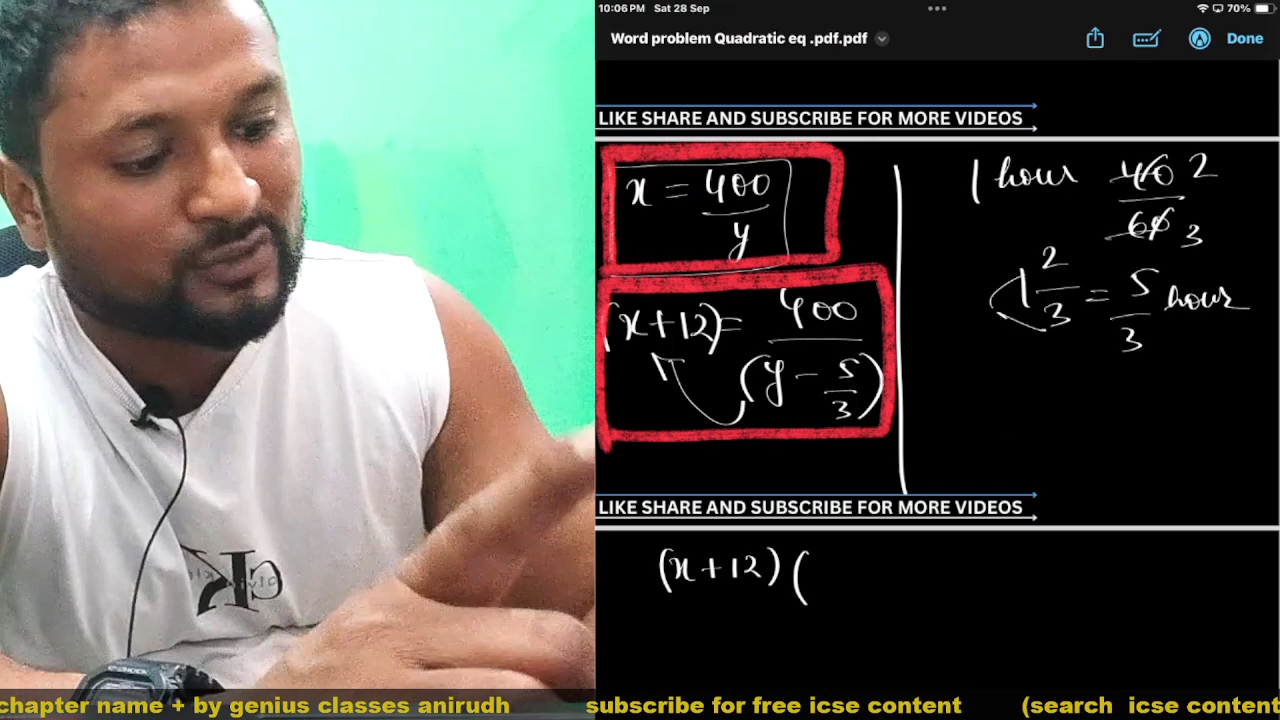 10:06 PM Sat 28 Sep
70%
Word problem Quadratic eq .pdf.pdf
Done
LIKE SHARE AND SUBSCRIBE FOR MORE VIDEOS
x = 400/y
(x+12) = 400/(y - 5/3)
1 hour 40/60 2/3
1 2/3 = 5/3 hour
LIKE SHARE AND SUBSCRIBE FOR MORE VIDEOS
(x+12) (
cK
chapter name + by genius classes anirudh subscribe for free icse content (search icse content